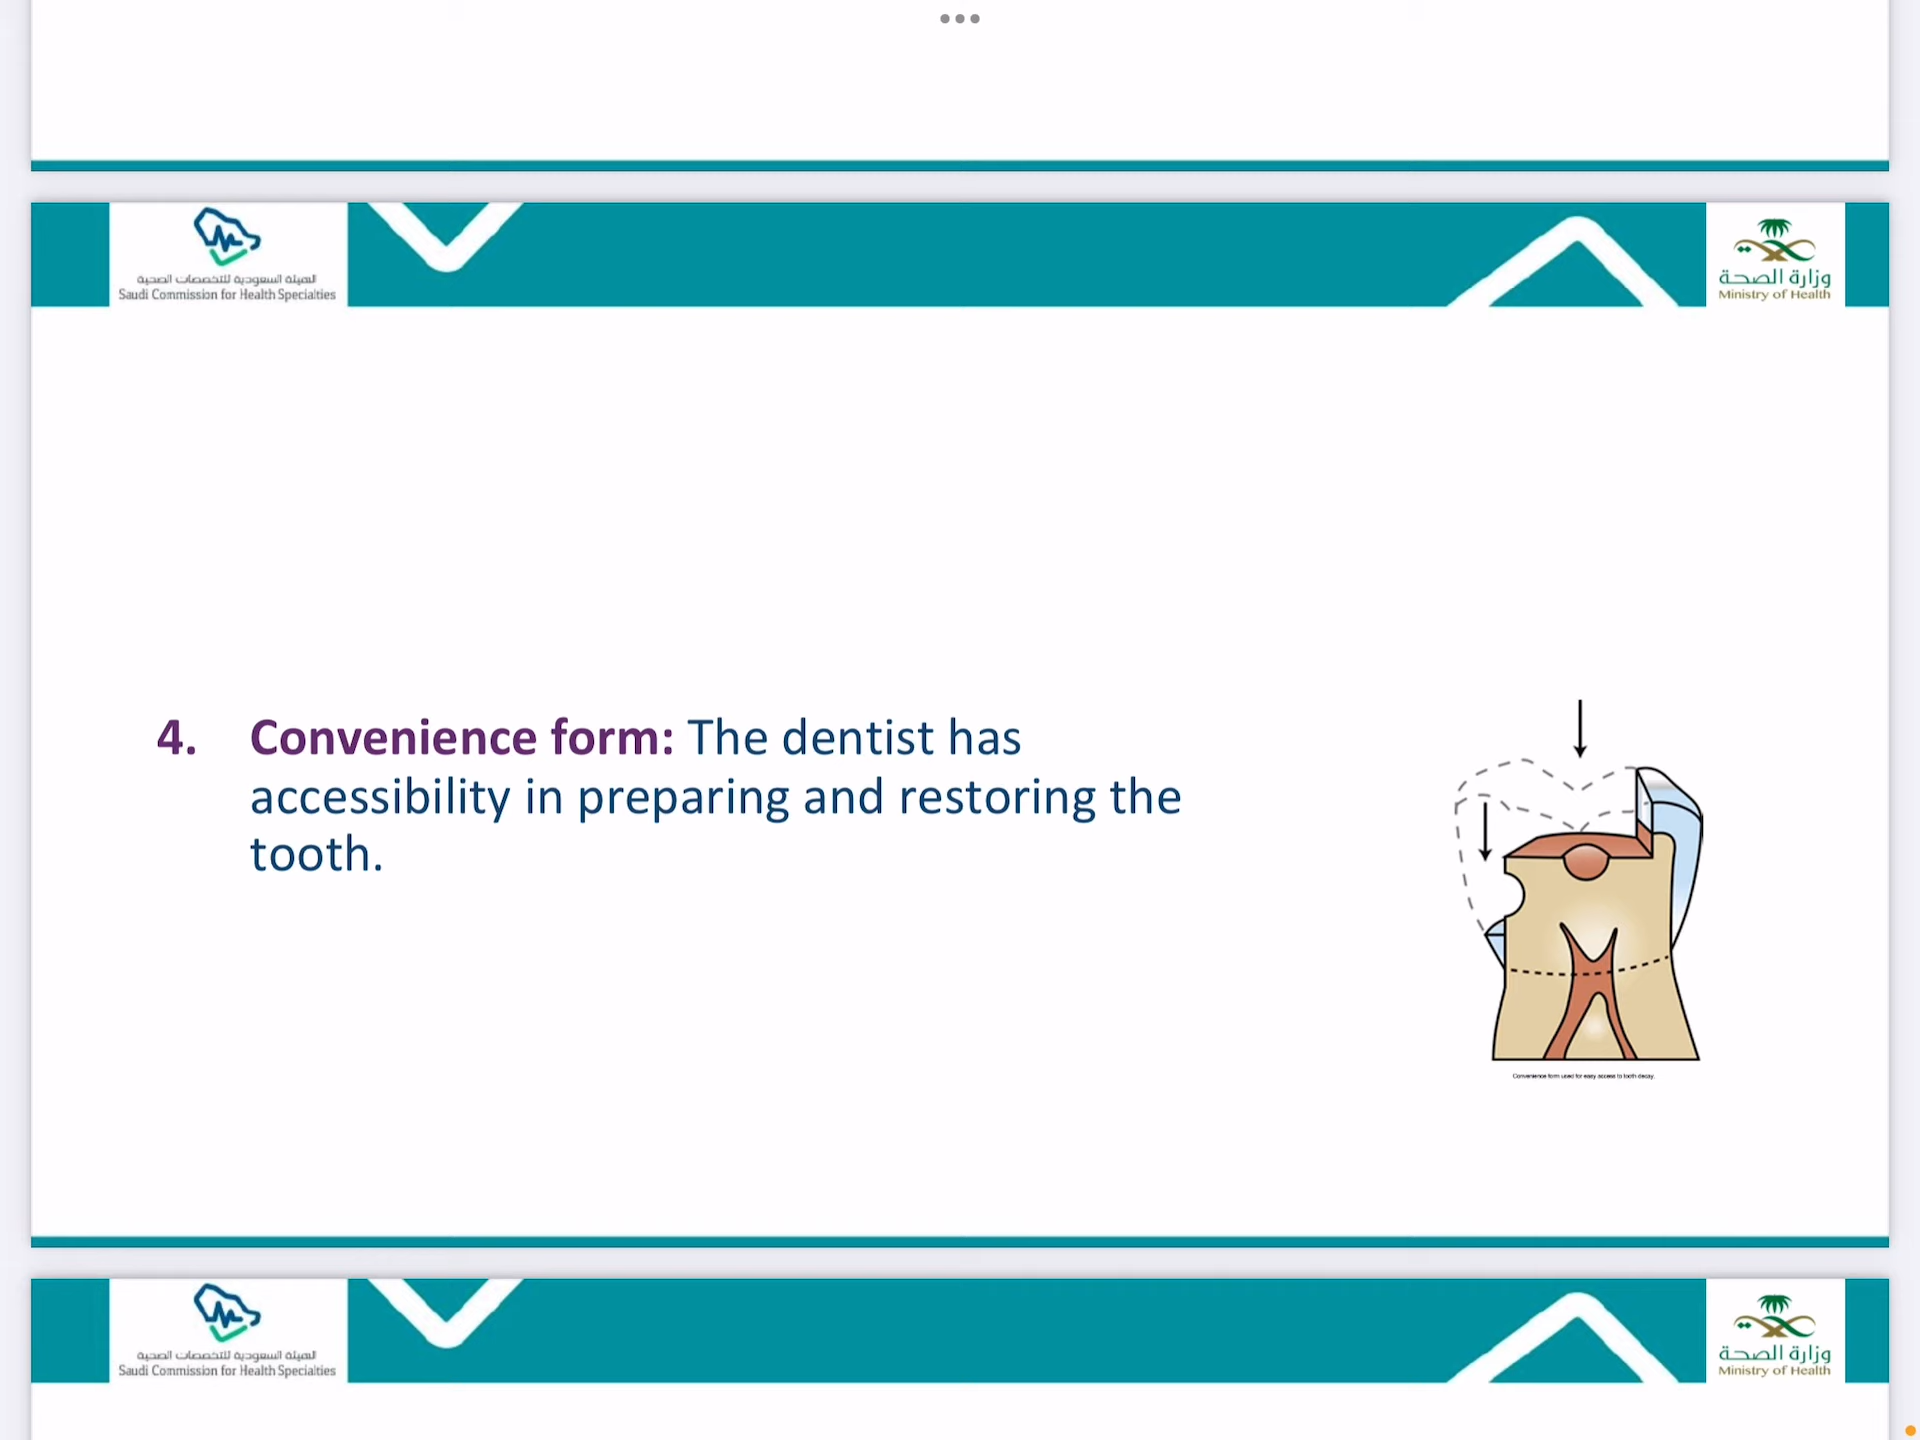 الهيئة السعودية للتخصصات الصحية
Saudi Commission for Health Specialties
وزارة الصحة
Ministry of Health
4. Convenience form: The dentist has
accessibility in preparing and restoring the
tooth.
Convenience form used for easy access to tooth decay.
الهيئة السعودية للتخصصات الصحية
Saudi Commission for Health Specialties
وزارة الصحة
Ministry of Health